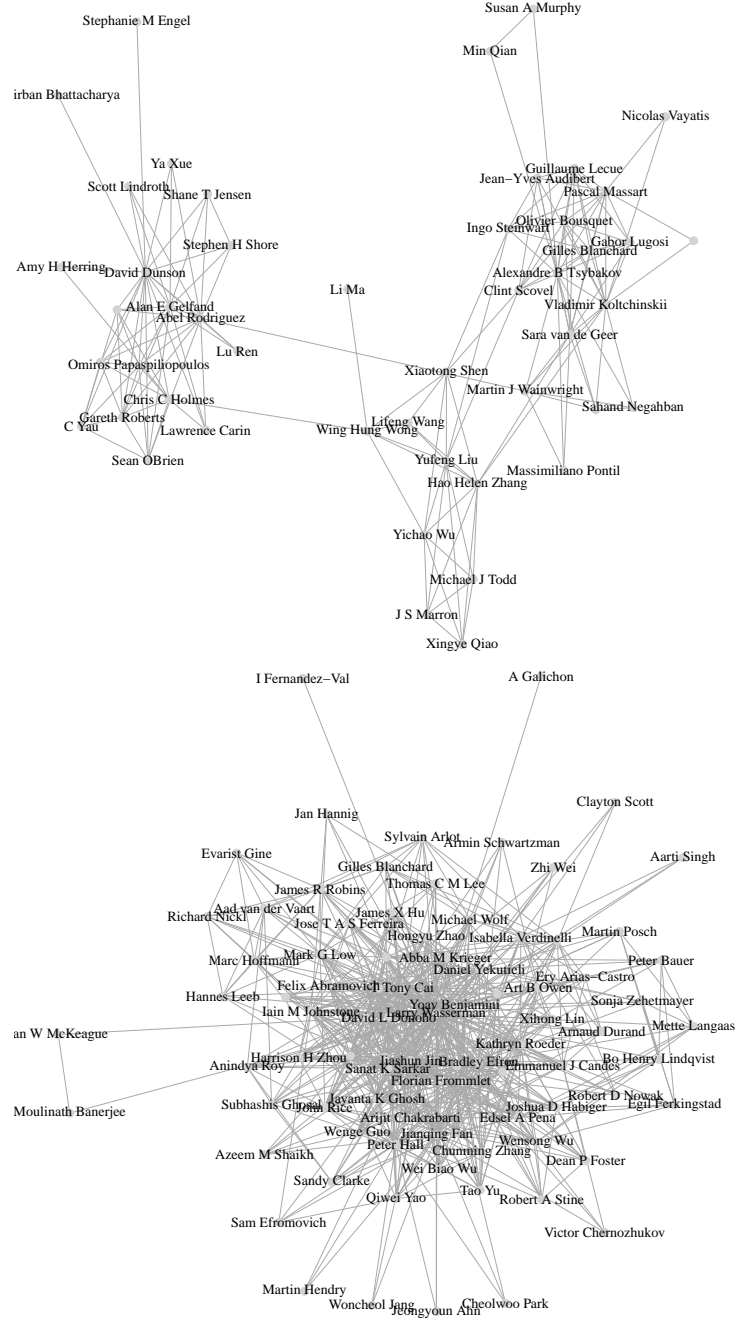 Stephanie M Engel
Susan A Murphy
Min Qian
irban Bhattacharya
Nicolas Vayatis
Ya Xue
Guillaume Lecue
Jean−Yves Audibert
Scott Lindroth
Pascal Massart
Shane T Jensen
Olivier Bousquet
Ingo Steinwart
Gabor Lugosi
Stephen H Shore
Gilles Blanchard
Amy H Herring
David Dunson
Alexandre B Tsybakov
Li Ma
Clint Scovel
Alan E Gelfand
Vladimir Koltchinskii
Abel Rodriguez
Sara van de Geer
Lu Ren
Omiros Papaspiliopoulos
Xiaotong Shen
Martin J Wainwright
Chris C Holmes
Sahand Negahban
Gareth Roberts
Lifeng Wang
C Yau
Lawrence Carin
Wing Hung Wong
Sean OBrien
Yufeng Liu
Massimiliano Pontil
Hao Helen Zhang
Yichao Wu
Michael J Todd
J S Marron
Xingye Qiao
I Fernandez−Val
A Galichon
Clayton Scott
Jan Hannig
Sylvain Arlot
Armin Schwartzman
Evarist Gine
Aarti Singh
Gilles Blanchard
Zhi Wei
Thomas C M Lee
James R Robins
Aad van der Vaart
Richard Nickl
James X Hu
Jose T A S Ferreira
Michael Wolf
Martin Posch
Hongyu Zhao
Isabella Verdinelli
Mark G Low
Abba M Krieger
Marc Hoffmann
Peter Bauer
Daniel Yekutieli
Ery Arias−Castro
Felix Abramovich
T Tony Cai
Art B Owen
Hannes Leeb
Sonja Zehetmayer
Yoav Benjamini
Iain M Johnstone
Larry Wasserman
David L Donoho
Xihong Lin
Mette Langaas
an W McKeague
Arnaud Durand
Kathryn Roeder
Harrison H Zhou
Bo Henry Lindqvist
Jiashun Jin
Bradley Efron
Anindya Roy
Sanat K Sarkar
Emmanuel J Candes
Florian Frommlet
Robert D Nowak
Jayanta K Ghosh
Subhashis Ghosal
John Rice
Joshua D Habiger
Egil Ferkingstad
Moulinath Banerjee
Arijit Chakrabarti
Edsel A Pena
Wenge Guo
Jianqing Fan
Wensong Wu
Peter Hall
Chunming Zhang
Azeem M Shaikh
Dean P Foster
Wei Biao Wu
Sandy Clarke
Tao Yu
Qiwei Yao
Robert A Stine
Sam Efromovich
Victor Chernozhukov
Martin Hendry
Woncheol Jang
Cheolwoo Park
Jeongyoun Ahn